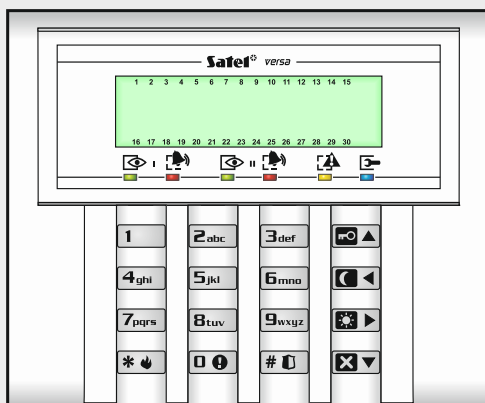 Satel versa
1 2 3 4 5 6 7 8 9 10 11 12 13 14 15
16 17 18 19 20 21 22 23 24 25 26 27 28 29 30
I II
1 2abc 3def
4ghi 5jkl 6mno
7pqrs 8tuv 9wxyz
* 0 #